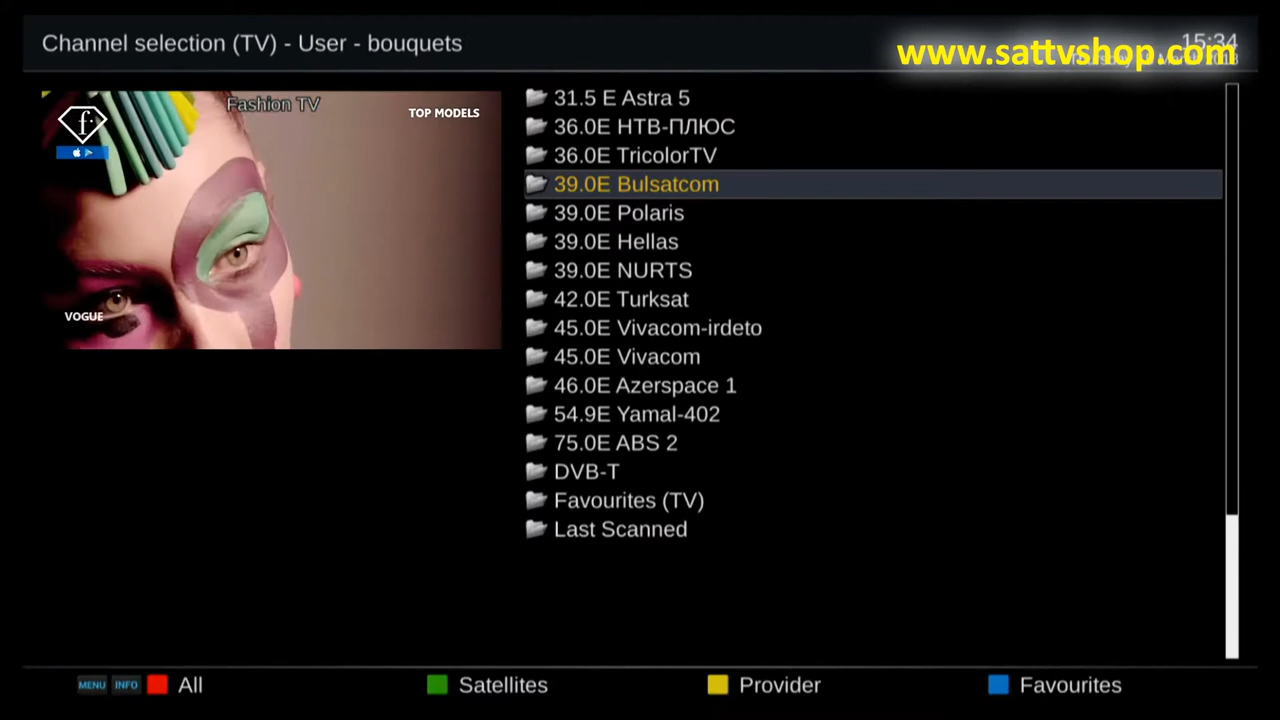 Channel selection (TV) - User - bouquets
15:34
www.sattvshop.com
Fashion TV
f
TOP MODELS
VOGUE
31.5 E Astra 5
36.0E НТВ-ПЛЮС
36.0E TricolorTV
39.0E Bulsatcom
39.0E Polaris
39.0E Hellas
39.0E NURTS
42.0E Turksat
45.0E Vivacom-irdeto
45.0E Vivacom
46.0E Azerspace 1
54.9E Yamal-402
75.0E ABS 2
DVB-T
Favourites (TV)
Last Scanned
MENU INFO All Satellites Provider Favourites